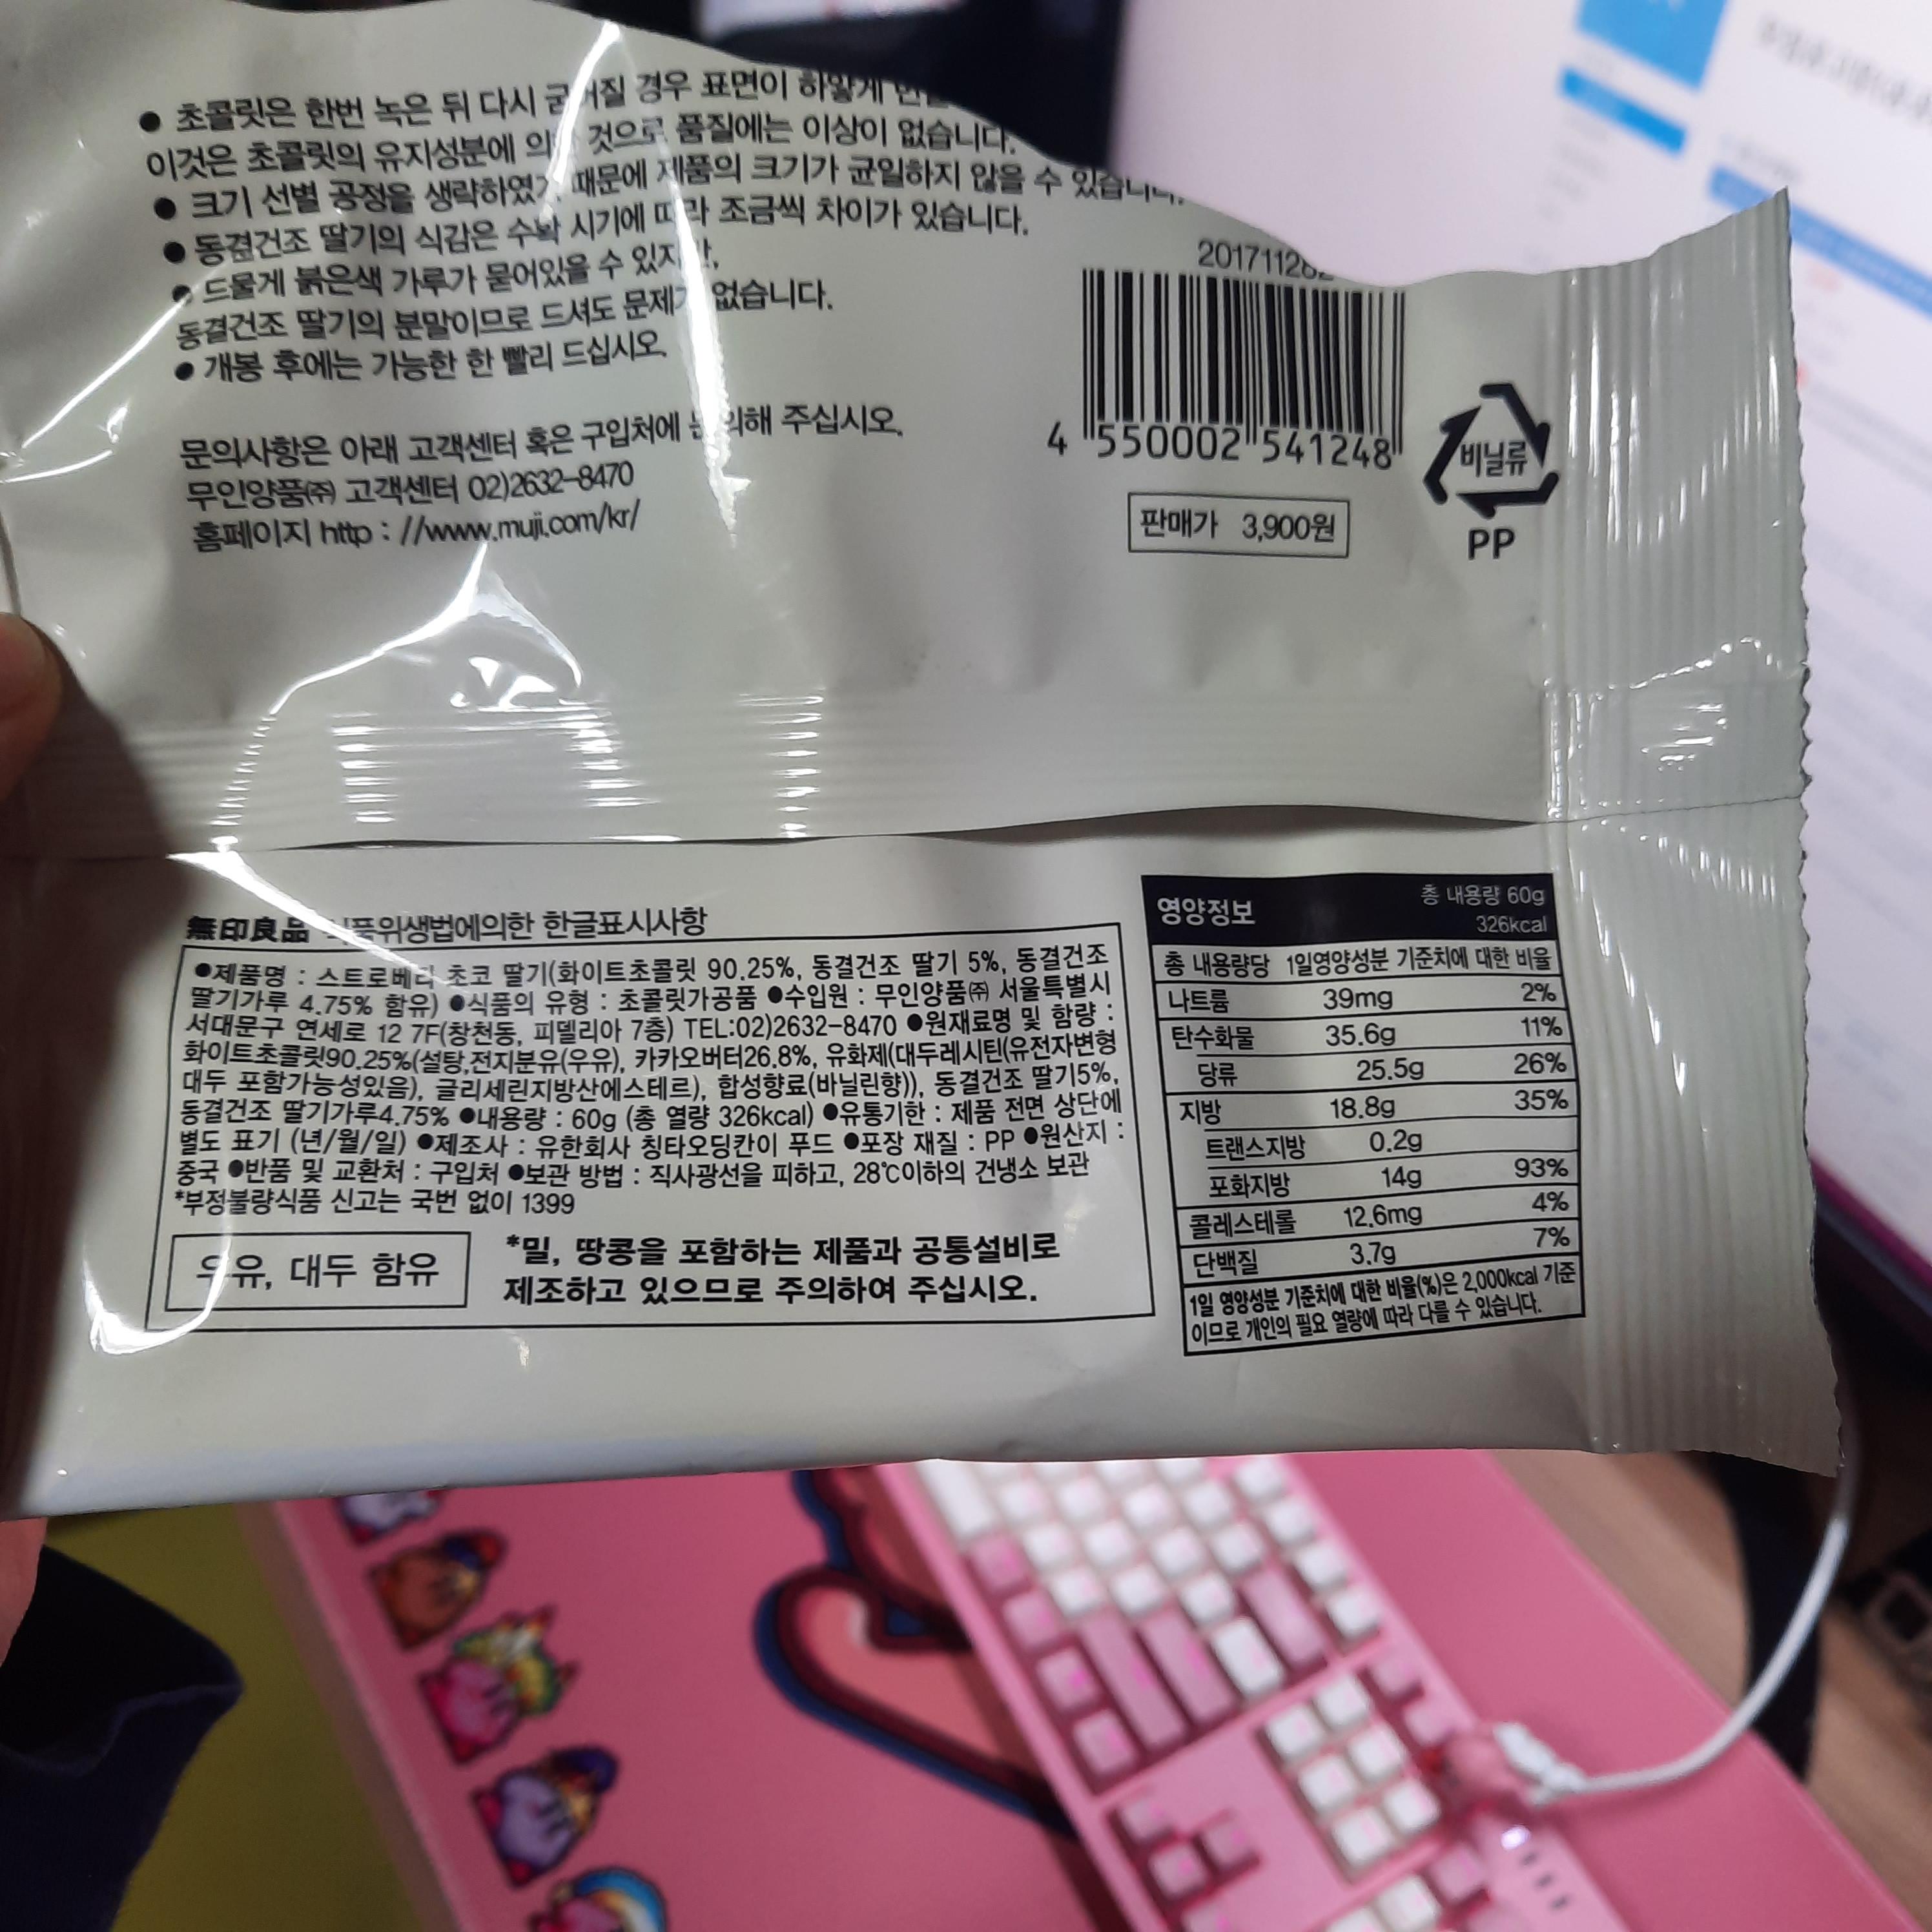 ● 초콜릿은 한번 녹은 뒤 다시 굳어질 경우 표면이 하얗게
이것은 초콜릿의 유지성분에 의한 것으로 품질에는 이상이 없습니다.
● 크기 선별 공정을 생략하였기 때문에 제품의 크기가 균일하지 않을 수 있습니다.
● 동결건조 딸기의 식감은 수확 시기에 따라 조금씩 차이가 있습니다.
● 드물게 붉은색 가루가 묻어있을 수 있지만,
동결건조 딸기의 분말이므로 드셔도 문제가 없습니다.
● 개봉 후에는 가능한 한 빨리 드십시오.
문의사항은 아래 고객센터 혹은 구입처에 문의해 주십시오.
무인양품㈜ 고객센터 02)2632-8470
홈페이지 http : //www.muji.com/kr/
4 550002 541248
판매가 3,900원
비닐류
PP
無印良品 식품위생법에의한 한글표시사항
●제품명 : 스트로베리 초코 딸기(화이트초콜릿 90.25%, 동결건조 딸기 5%, 동결건조
딸기가루 4.75% 함유) ●식품의 유형 : 초콜릿가공품 ●수입원 : 무인양품㈜ 서울특별시
서대문구 연세로 12 7F(창천동, 피델리아 7층) TEL:02)2632-8470 ●원재료명 및 함량 :
화이트초콜릿90.25%(설탕,전지분유(우유), 카카오버터26.8%, 유화제(대두레시틴(유전자변형
대두 포함가능성있음), 글리세린지방산에스테르), 합성향료(바닐린향)), 동결건조 딸기5%,
동결건조 딸기가루4.75% ●내용량 : 60g (총 열량 326kcal) ●유통기한 : 제품 전면 상단에
별도 표기 (년/월/일) ●제조사 : 유한회사 칭타오딩칸이 푸드 ●포장 재질 : PP ●원산지 :
중국 ●반품 및 교환처 : 구입처 ●보관 방법 : 직사광선을 피하고, 28℃이하의 건냉소 보관
*부정불량식품 신고는 국번 없이 1399
우유, 대두 함유
*밀, 땅콩을 포함하는 제품과 공통설비로
제조하고 있으므로 주의하여 주십시오.
영양정보 총 내용량 60g
326kcal
총 내용량당 1일영양성분 기준치에 대한 비율
나트륨 39mg 2%
탄수화물 35.6g 11%
당류 25.5g 26%
지방 18.8g 35%
트랜스지방 0.2g
포화지방 14g 93%
콜레스테롤 12.6mg 4%
단백질 3.7g 7%
1일 영양성분 기준치에 대한 비율(%)은 2,000kcal 기준
이므로 개인의 필요 열량에 따라 다를 수 있습니다.